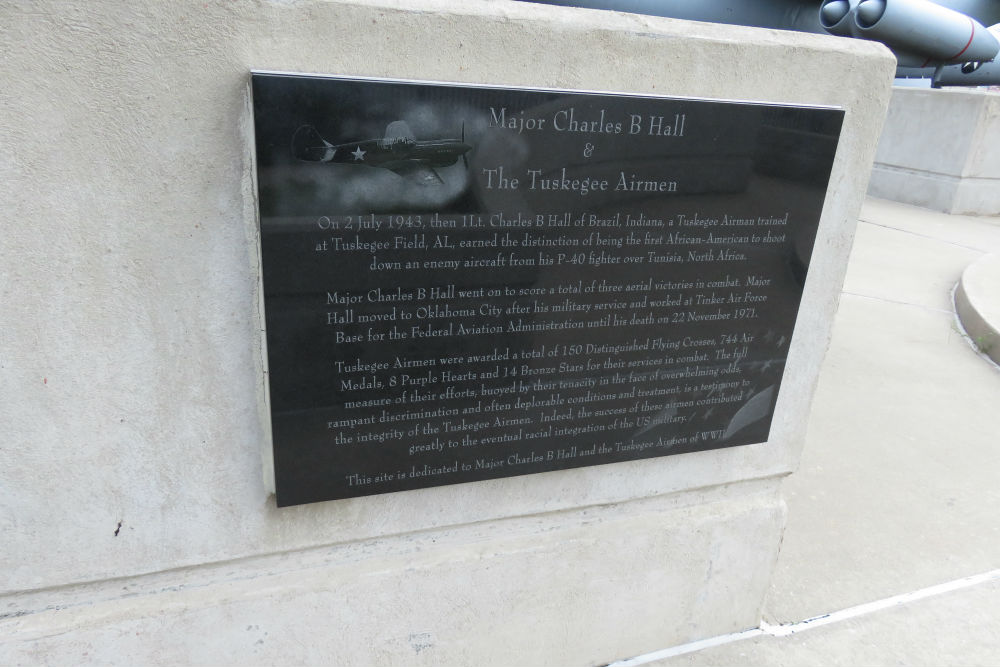 Major Charles B Hall
&
The Tuskegee Airmen
On 2 July 1943, then 1Lt. Charles B Hall of Brazil, Indiana, a Tuskegee Airman trained
at Tuskegee Field, AL, earned the distinction of being the first African-American to shoot
down an enemy aircraft from his P-40 fighter over Tunisia, North Africa.
Major Charles B Hall went on to score a total of three aerial victories in combat. Major
Hall moved to Oklahoma City after his military service and worked at Tinker Air Force
Base for the Federal Aviation Administration until his death on 22 November 1971.
Tuskegee Airmen were awarded a total of 150 Distinguished Flying Crosses, 744 Air
Medals, 8 Purple Hearts and 14 Bronze Stars for their services in combat. The full
measure of their efforts, buoyed by their tenacity in the face of overwhelming odds,
rampant discrimination and often deplorable conditions and treatment, is a testimony to
the integrity of the Tuskegee Airmen. Indeed, the success of these airmen contributed
greatly to the eventual racial integration of the US military.
This site is dedicated to Major Charles B Hall and the Tuskegee Airmen of WWII.